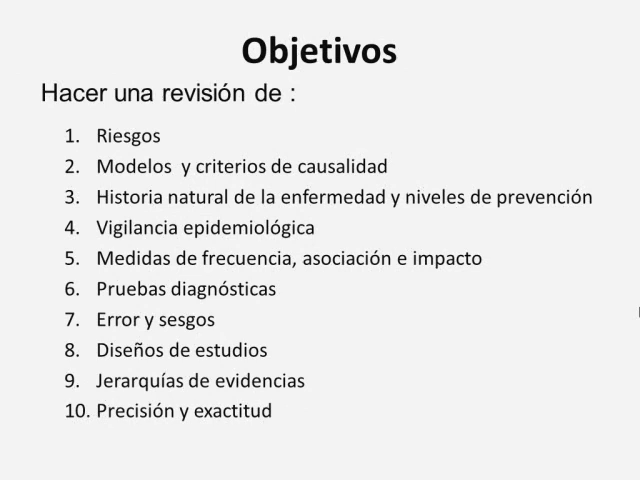 Objetivos
Hacer una revisión de :
1. Riesgos
2. Modelos y criterios de causalidad
3. Historia natural de la enfermedad y niveles de prevención
4. Vigilancia epidemiológica
5. Medidas de frecuencia, asociación e impacto
6. Pruebas diagnósticas
7. Error y sesgos
8. Diseños de estudios
9. Jerarquías de evidencias
10. Precisión y exactitud